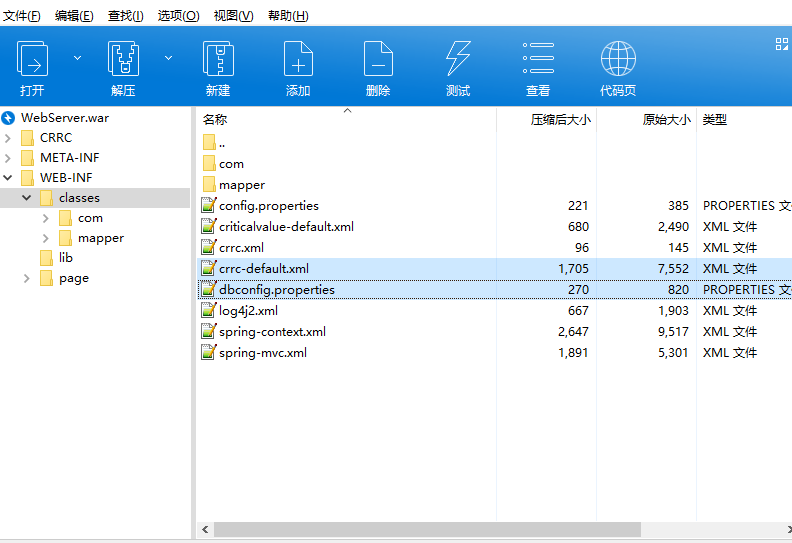 文件(F) 编辑(E) 查找(I) 选项(O) 视图(V) 帮助(H)
打开 解压 新建 添加 删除 测试 查看 代码页
WebServer.war
CRRC
META-INF
WEB-INF
classes
com
mapper
lib
page
名称 压缩后大小 原始大小 类型
..
com
mapper
config.properties 221 385 PROPERTIES 文
criticalvalue-default.xml 680 2,490 XML 文件
crrc.xml 96 145 XML 文件
crrc-default.xml 1,705 7,552 XML 文件
dbconfig.properties 270 820 PROPERTIES 文
log4j2.xml 667 1,903 XML 文件
spring-context.xml 2,647 9,517 XML 文件
spring-mvc.xml 1,891 5,301 XML 文件